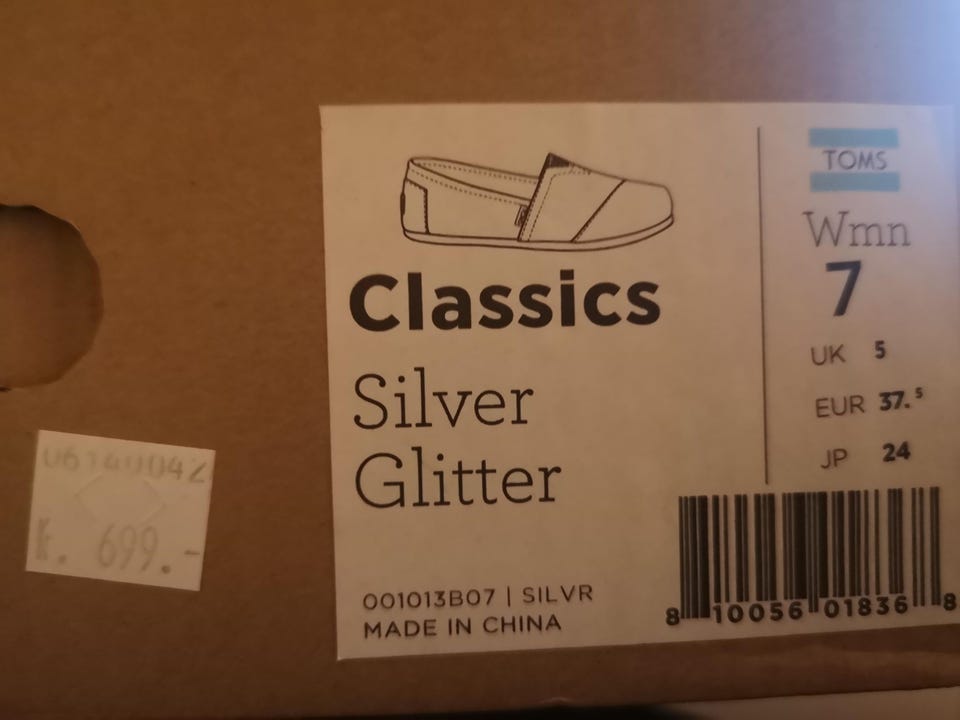 TOMS
Wmn
7
UK 5
EUR 37.5
JP 24
Classics
Silver
Glitter
001013B07 | SILVR
MADE IN CHINA
8 10056 01836 8
k. 699.-